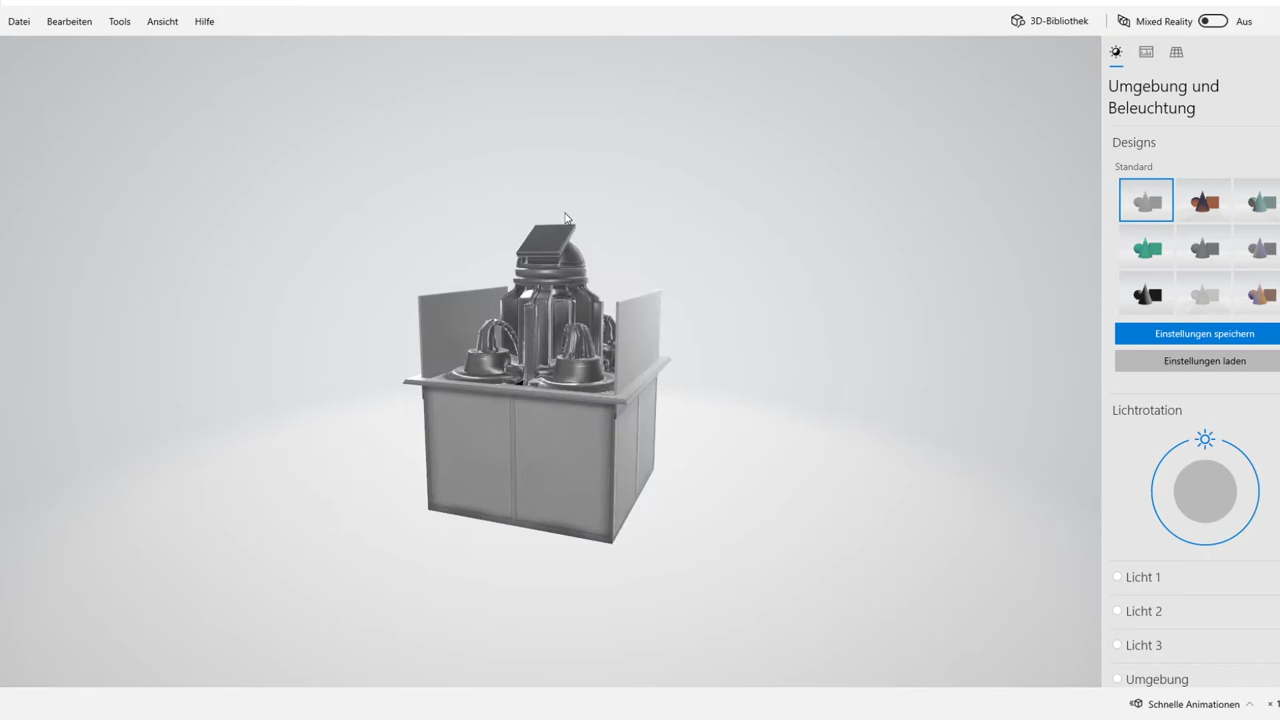 Datei Bearbeiten Tools Ansicht Hilfe 3D-Bibliothek Mixed Reality Aus
Umgebung und
Beleuchtung
Designs
Standard
Einstellungen speichern
Einstellungen laden
Lichtrotation
Licht 1
Licht 2
Licht 3
Umgebung
Schnelle Animationen